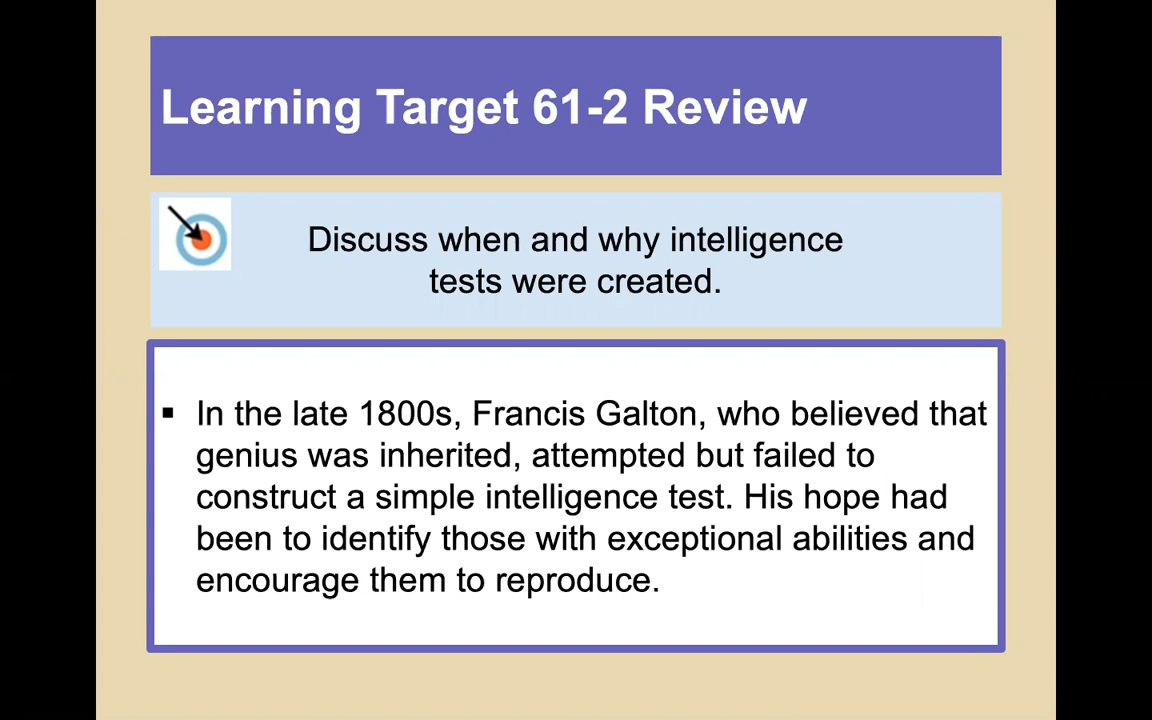 Learning Target 61-2 Review
Discuss when and why intelligence
tests were created.
▪ In the late 1800s, Francis Galton, who believed that
genius was inherited, attempted but failed to
construct a simple intelligence test. His hope had
been to identify those with exceptional abilities and
encourage them to reproduce.